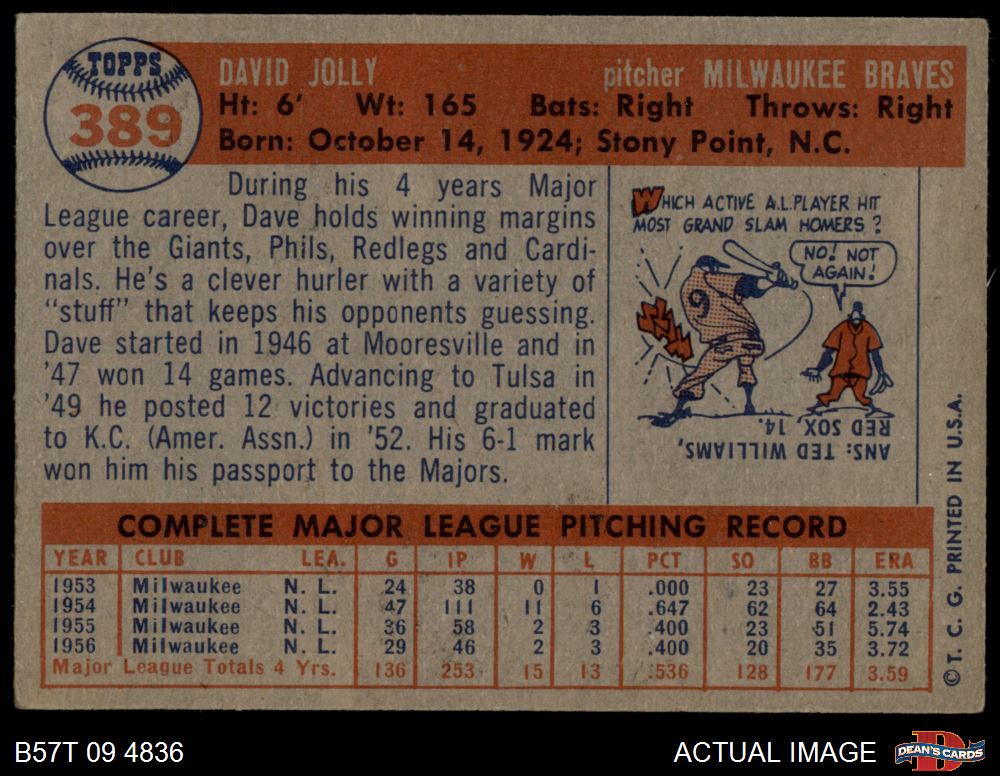 TOPPS
389
DAVID JOLLY pitcher MILWAUKEE BRAVES
Ht: 6' Wt: 165 Bats: Right Throws: Right
Born: October 14, 1924; Stony Point, N.C.
During his 4 years Major
League career, Dave holds winning margins
over the Giants, Phils, Redlegs and Cardi-
nals. He's a clever hurler with a variety of
"stuff" that keeps his opponents guessing.
Dave started in 1946 at Mooresville and in
'47 won 14 games. Advancing to Tulsa in
'49 he posted 12 victories and graduated
to K.C. (Amer. Assn.) in '52. His 6-1 mark
won him his passport to the Majors.
WHICH ACTIVE A.L. PLAYER HIT
MOST GRAND SLAM HOMERS?
NO! NOT
AGAIN!
9
ANS: TED WILLIAMS,
RED SOX, 14.
COMPLETE MAJOR LEAGUE PITCHING RECORD
YEAR CLUB LEA. G IP W L PCT SO BB ERA
1953 Milwaukee N. L. 24 38 0 1 .000 23 27 3.55
1954 Milwaukee N. L. 47 111 11 6 .647 62 64 2.43
1955 Milwaukee N. L. 36 58 2 3 .400 23 51 5.74
1956 Milwaukee N. L. 29 46 2 3 .400 20 35 3.72
Major League Totals 4 Yrs. 136 253 15 13 .536 128 177 3.59
©T. C. G. PRINTED IN U.S.A.
B57T 09 4836
ACTUAL IMAGE
DEAN'S CARDS